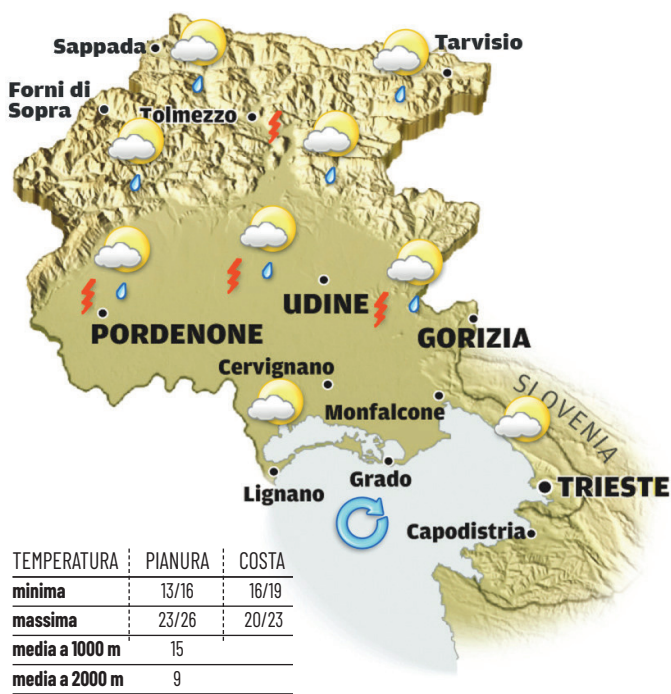 Sappada
Tarvisio
Forni di
Sopra
Tolmezzo
UDINE
PORDENONE
GORIZIA
Cervignano
SLOVENIA
Monfalcone
Lignano
Grado
TRIESTE
Capodistria
TEMPERATURA PIANURA COSTA
minima 13/16 16/19
massima 23/26 20/23
media a 1000 m 15
media a 2000 m 9